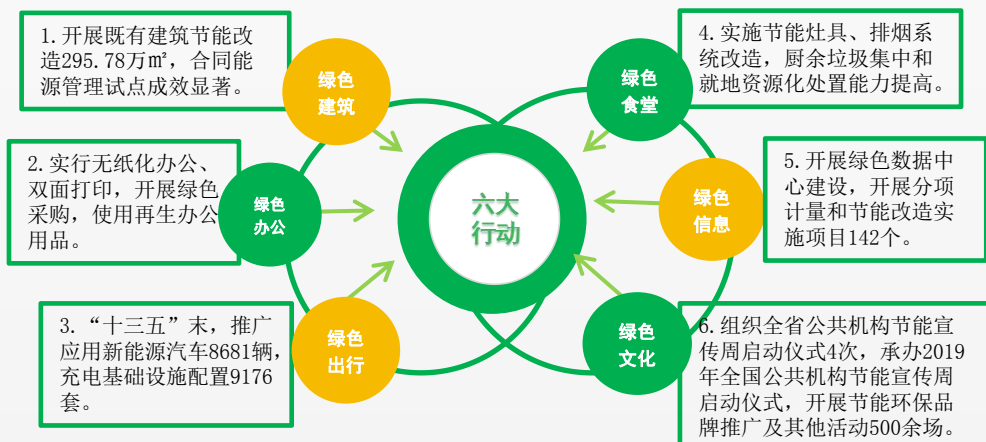 1.开展既有建筑节能改
造295.78万㎡，合同能
源管理试点成效显著。
绿色
建筑
2.实行无纸化办公、
双面打印，开展绿色
采购，使用再生办公
用品。
绿色
办公
3.“十三五”末，推广
应用新能源汽车8681辆，
充电基础设施配置9176
套。
绿色
出行
六大
行动
4.实施节能灶具、排烟系
统改造，厨余垃圾集中和
就地资源化处置能力提高。
绿色
食堂
5.开展绿色数据中
心建设，开展分项
计量和节能改造实
施项目142个。
绿色
信息
6.组织全省公共机构节能宣
传周启动仪式4次，承办2019
年全国公共机构节能宣传周
启动仪式，开展节能环保品
牌推广及其他活动500余场。
绿色
文化